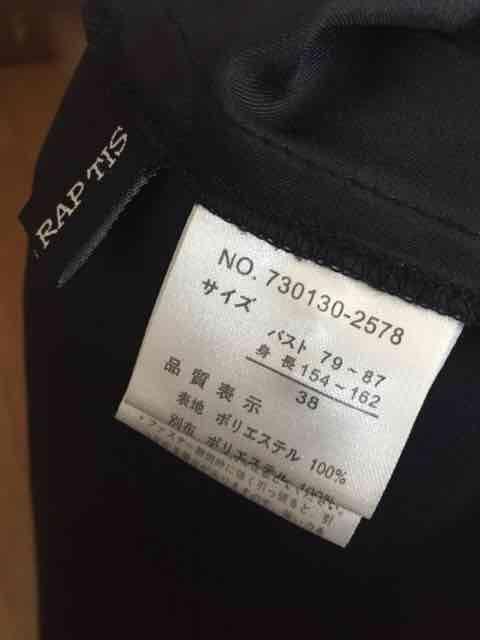 RAP TIS
NO. 730130-2578
サイズ
バスト 79~87
身 長 154~162
38
品質表示
表地 ポリエステル 100%
別布 ポリエステル 100%